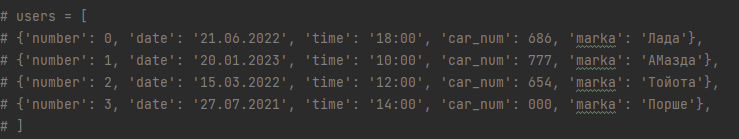 # users = [
# {'number': 0, 'date': '21.06.2022', 'time': '18:00', 'car_num': 686, 'marka': 'Лада'},
# {'number': 1, 'date': '20.01.2023', 'time': '10:00', 'car_num': 777, 'marka': 'АМазда'},
# {'number': 2, 'date': '15.03.2022', 'time': '12:00', 'car_num': 654, 'marka': 'Тойота'},
# {'number': 3, 'date': '27.07.2021', 'time': '14:00', 'car_num': 000, 'marka': 'Порше'},
# ]